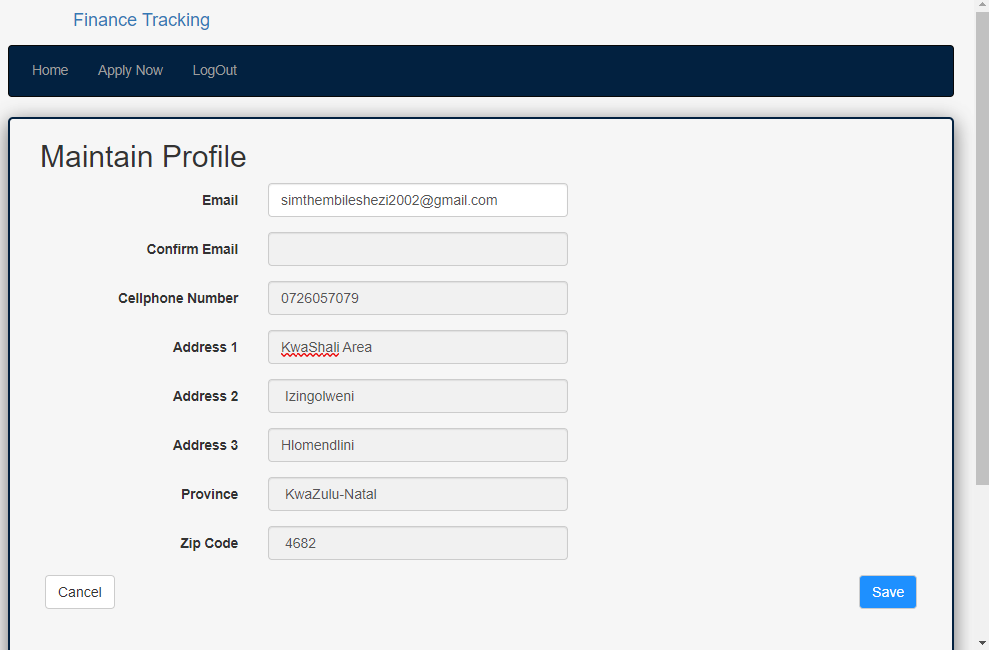 Finance Tracking
Home Apply Now LogOut
Maintain Profile
Email simthembileshezi2002@gmail.com
Confirm Email
Cellphone Number 0726057079
Address 1 KwaShali Area
Address 2 Izingolweni
Address 3 Hlomendlini
Province KwaZulu-Natal
Zip Code 4682
Cancel Save